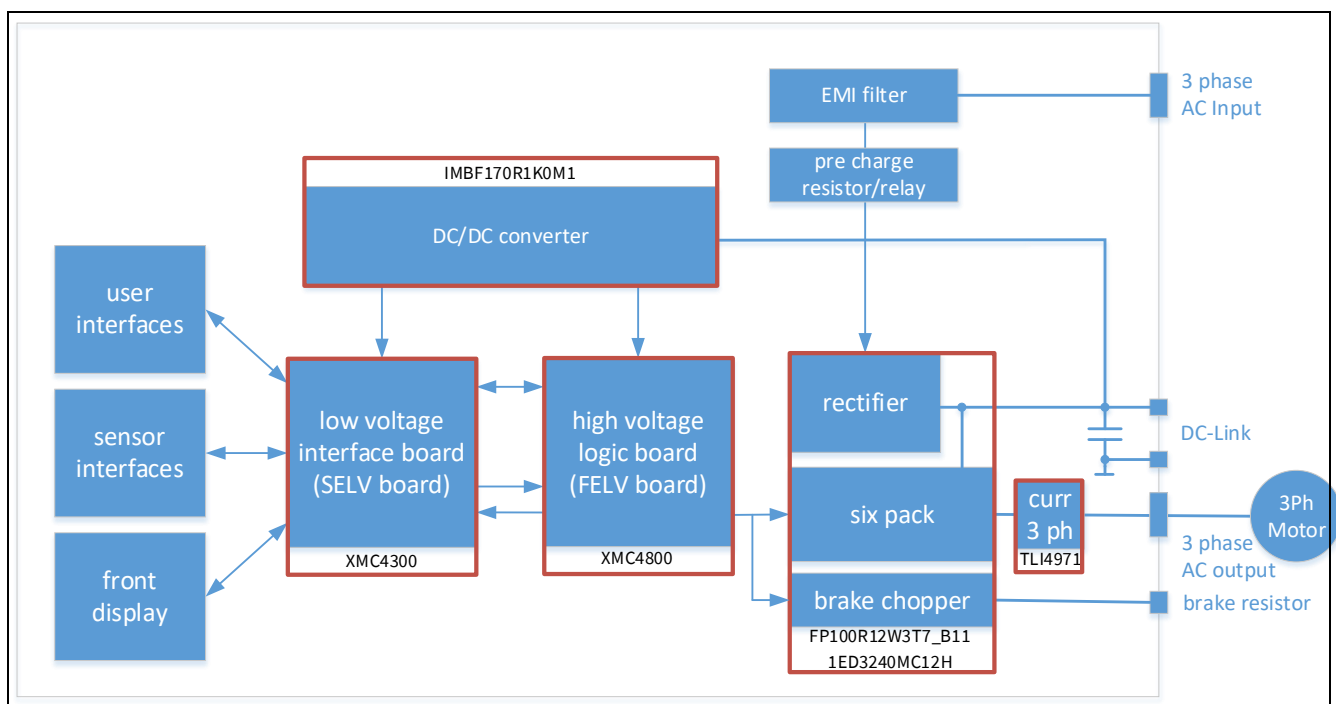 EMI filter
3 phase
AC Input
pre charge
resistor/relay
IMBF170R1K0M1
DC/DC converter
user
interfaces
sensor
interfaces
front
display
low voltage
interface board
(SELV board)
XMC4300
high voltage
logic board
(FELV board)
XMC4800
rectifier
six pack
brake chopper
FP100R12W3T7_B11
1ED3240MC12H
curr
3 ph
TLI4971
DC-Link
3Ph
Motor
3 phase
AC output
brake resistor